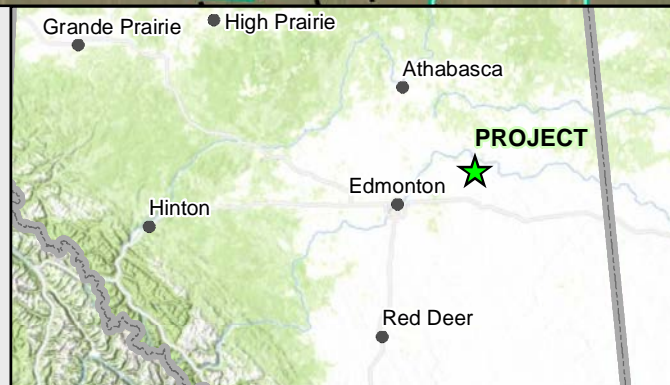 Grande Prairie
High Prairie
Athabasca
PROJECT
Edmonton
Hinton
Red Deer